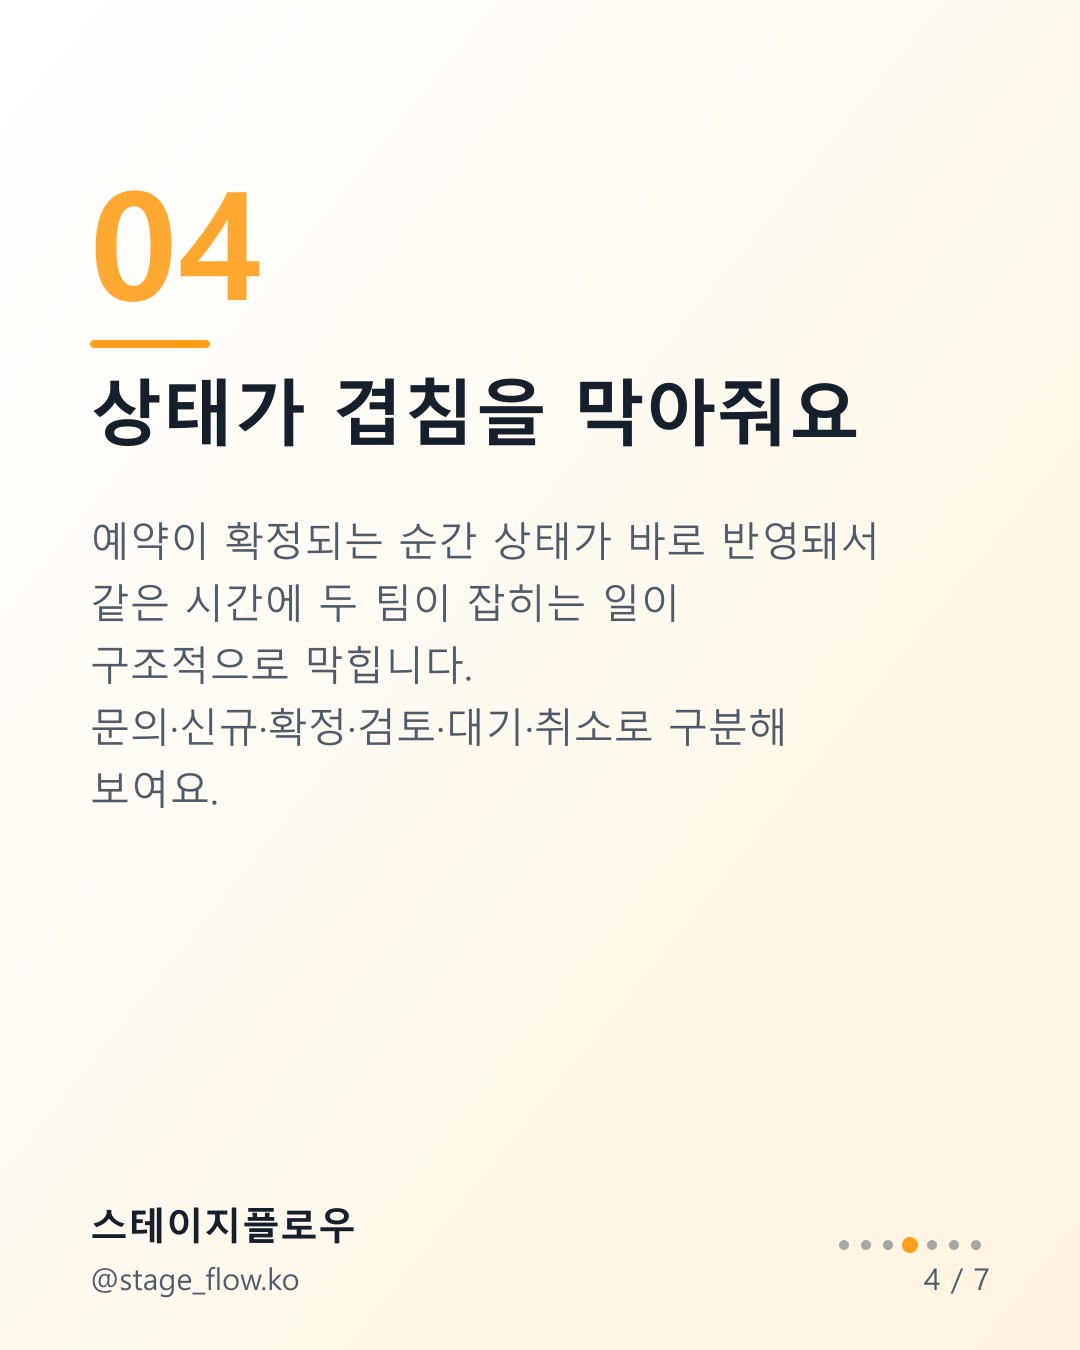 04
상태가 겹침을 막아줘요
예약이 확정되는 순간 상태가 바로 반영돼서
같은 시간에 두 팀이 잡히는 일이
구조적으로 막힙니다.
문의·신규·확정·검토·대기·취소로 구분해
보여요.
스테이지플로우
@stage_flow.ko
4 / 7